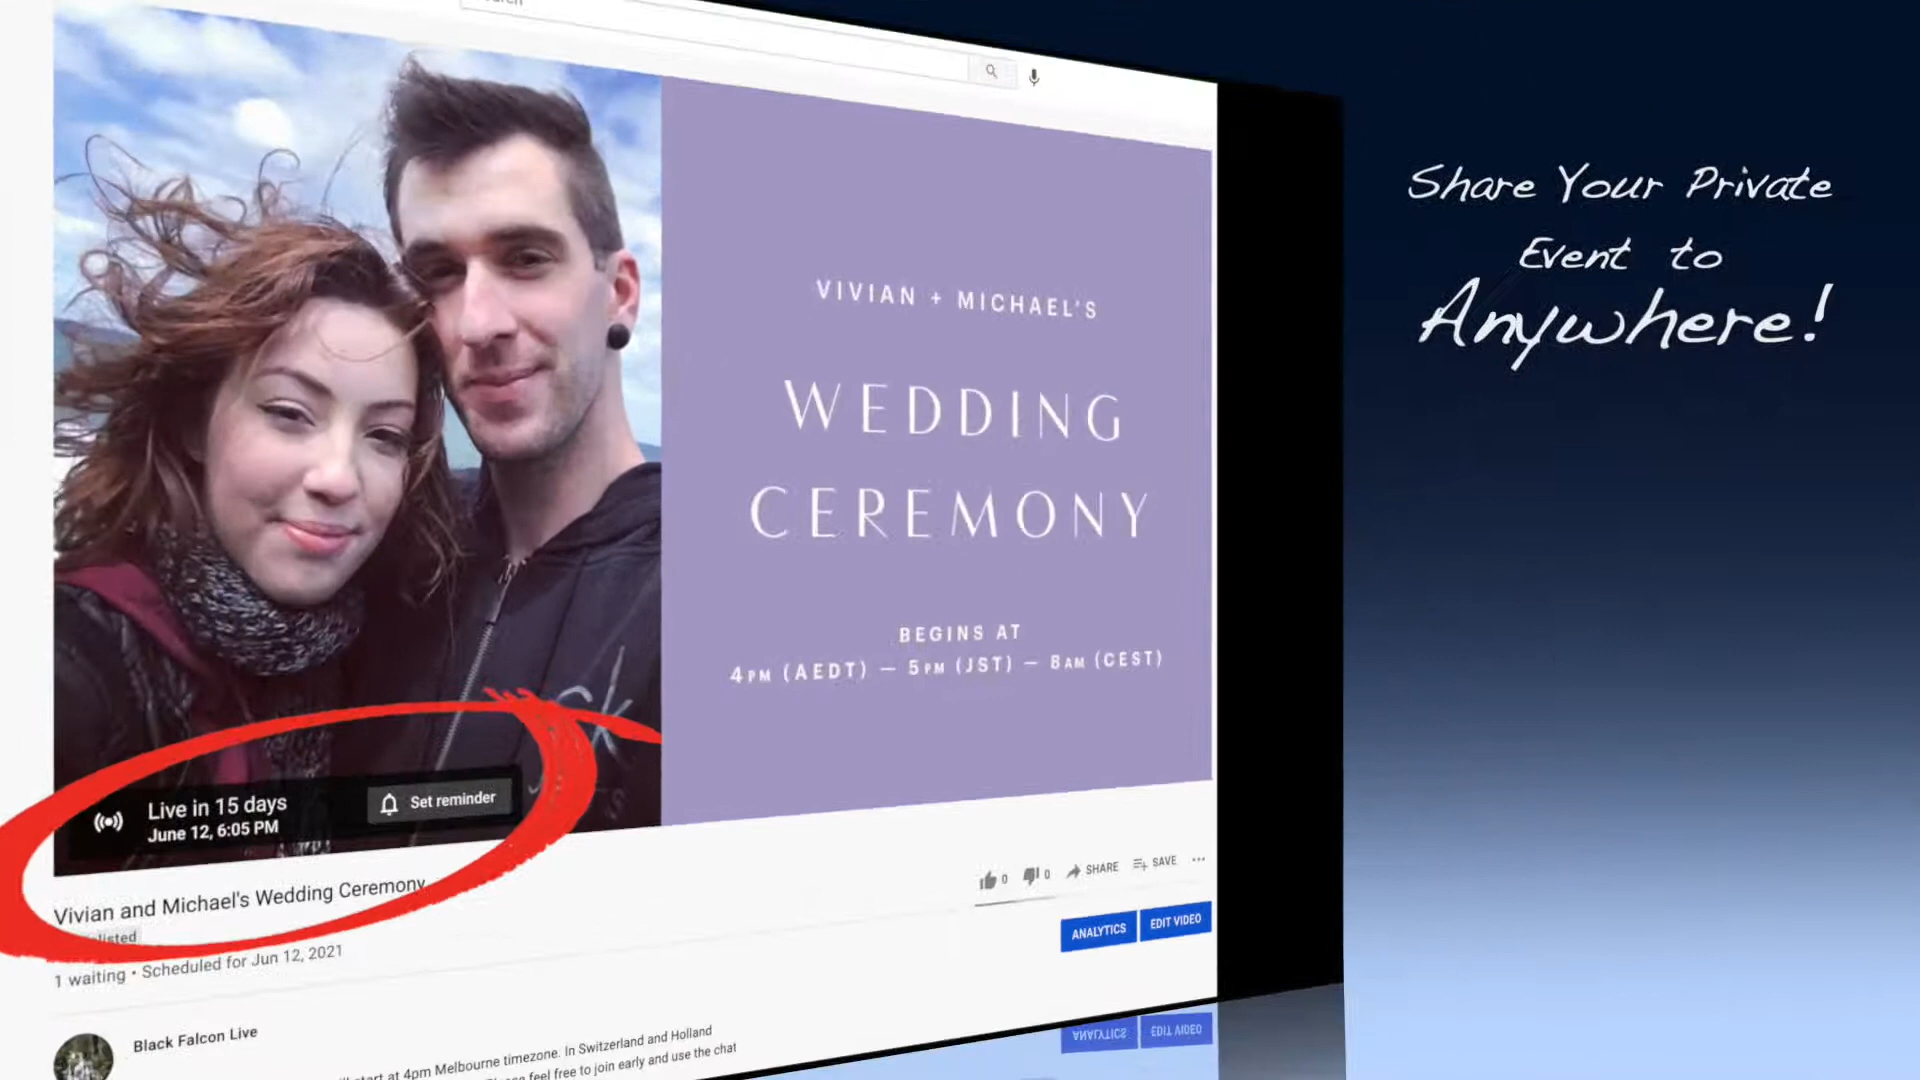 Share Your Private
Event to
Anywhere!
VIVIAN + MICHAEL'S
WEDDING
CEREMONY
BEGINS AT
4PM (AEDT) — 5PM (JST) — 8AM (CEST)
Live in 15 days
June 12, 6:05 PM
Set reminder
Vivian and Michael's Wedding Ceremony
1 waiting • Scheduled for Jun 12, 2021
0
0
SHARE
SAVE
ANALYTICS
EDIT VIDEO
Black Falcon Live
start at 4pm Melbourne timezone. In Switzerland and Holland
feel free to join early and use the chat
ANALYTICS
EDIT VIDEO